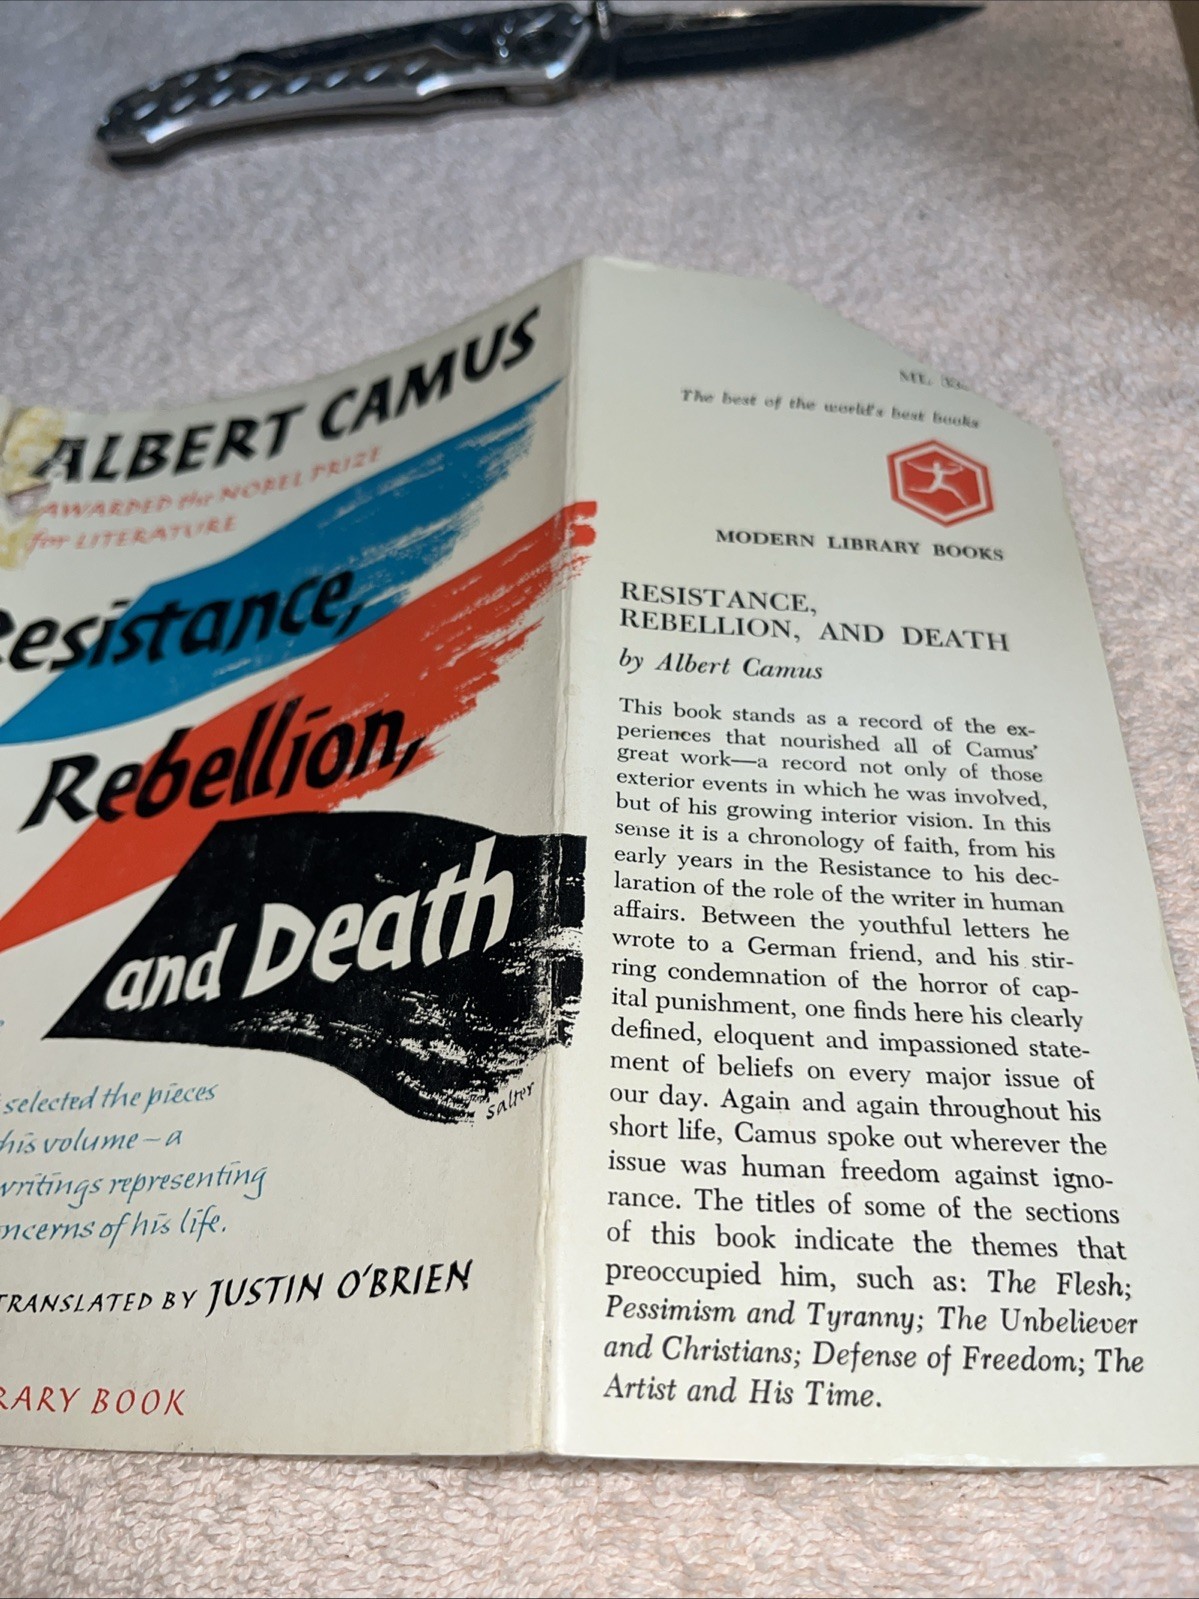 ALBERT CAMUS
AWARDED the NOBEL PRIZE
for LITERATURE
Resistance,
Rebellion,
and Death
salter
selected the pieces
his volume – a
writings representing
ncerns of his life.
TRANSLATED BY JUSTIN O'BRIEN
RARY BOOK
ML.
The best of the world's best books
MODERN LIBRARY BOOKS
RESISTANCE,
REBELLION, AND DEATH
by Albert Camus
This book stands as a record of the ex-
periences that nourished all of Camus'
great work—a record not only of those
exterior events in which he was involved,
but of his growing interior vision. In this
sense it is a chronology of faith, from his
early years in the Resistance to his dec-
laration of the role of the writer in human
affairs. Between the youthful letters he
wrote to a German friend, and his stir-
ring condemnation of the horror of cap-
ital punishment, one finds here his clearly
defined, eloquent and impassioned state-
ment of beliefs on every major issue of
our day. Again and again throughout his
short life, Camus spoke out wherever the
issue was human freedom against igno-
rance. The titles of some of the sections
of this book indicate the themes that
preoccupied him, such as: The Flesh;
Pessimism and Tyranny; The Unbeliever
and Christians; Defense of Freedom; The
Artist and His Time.